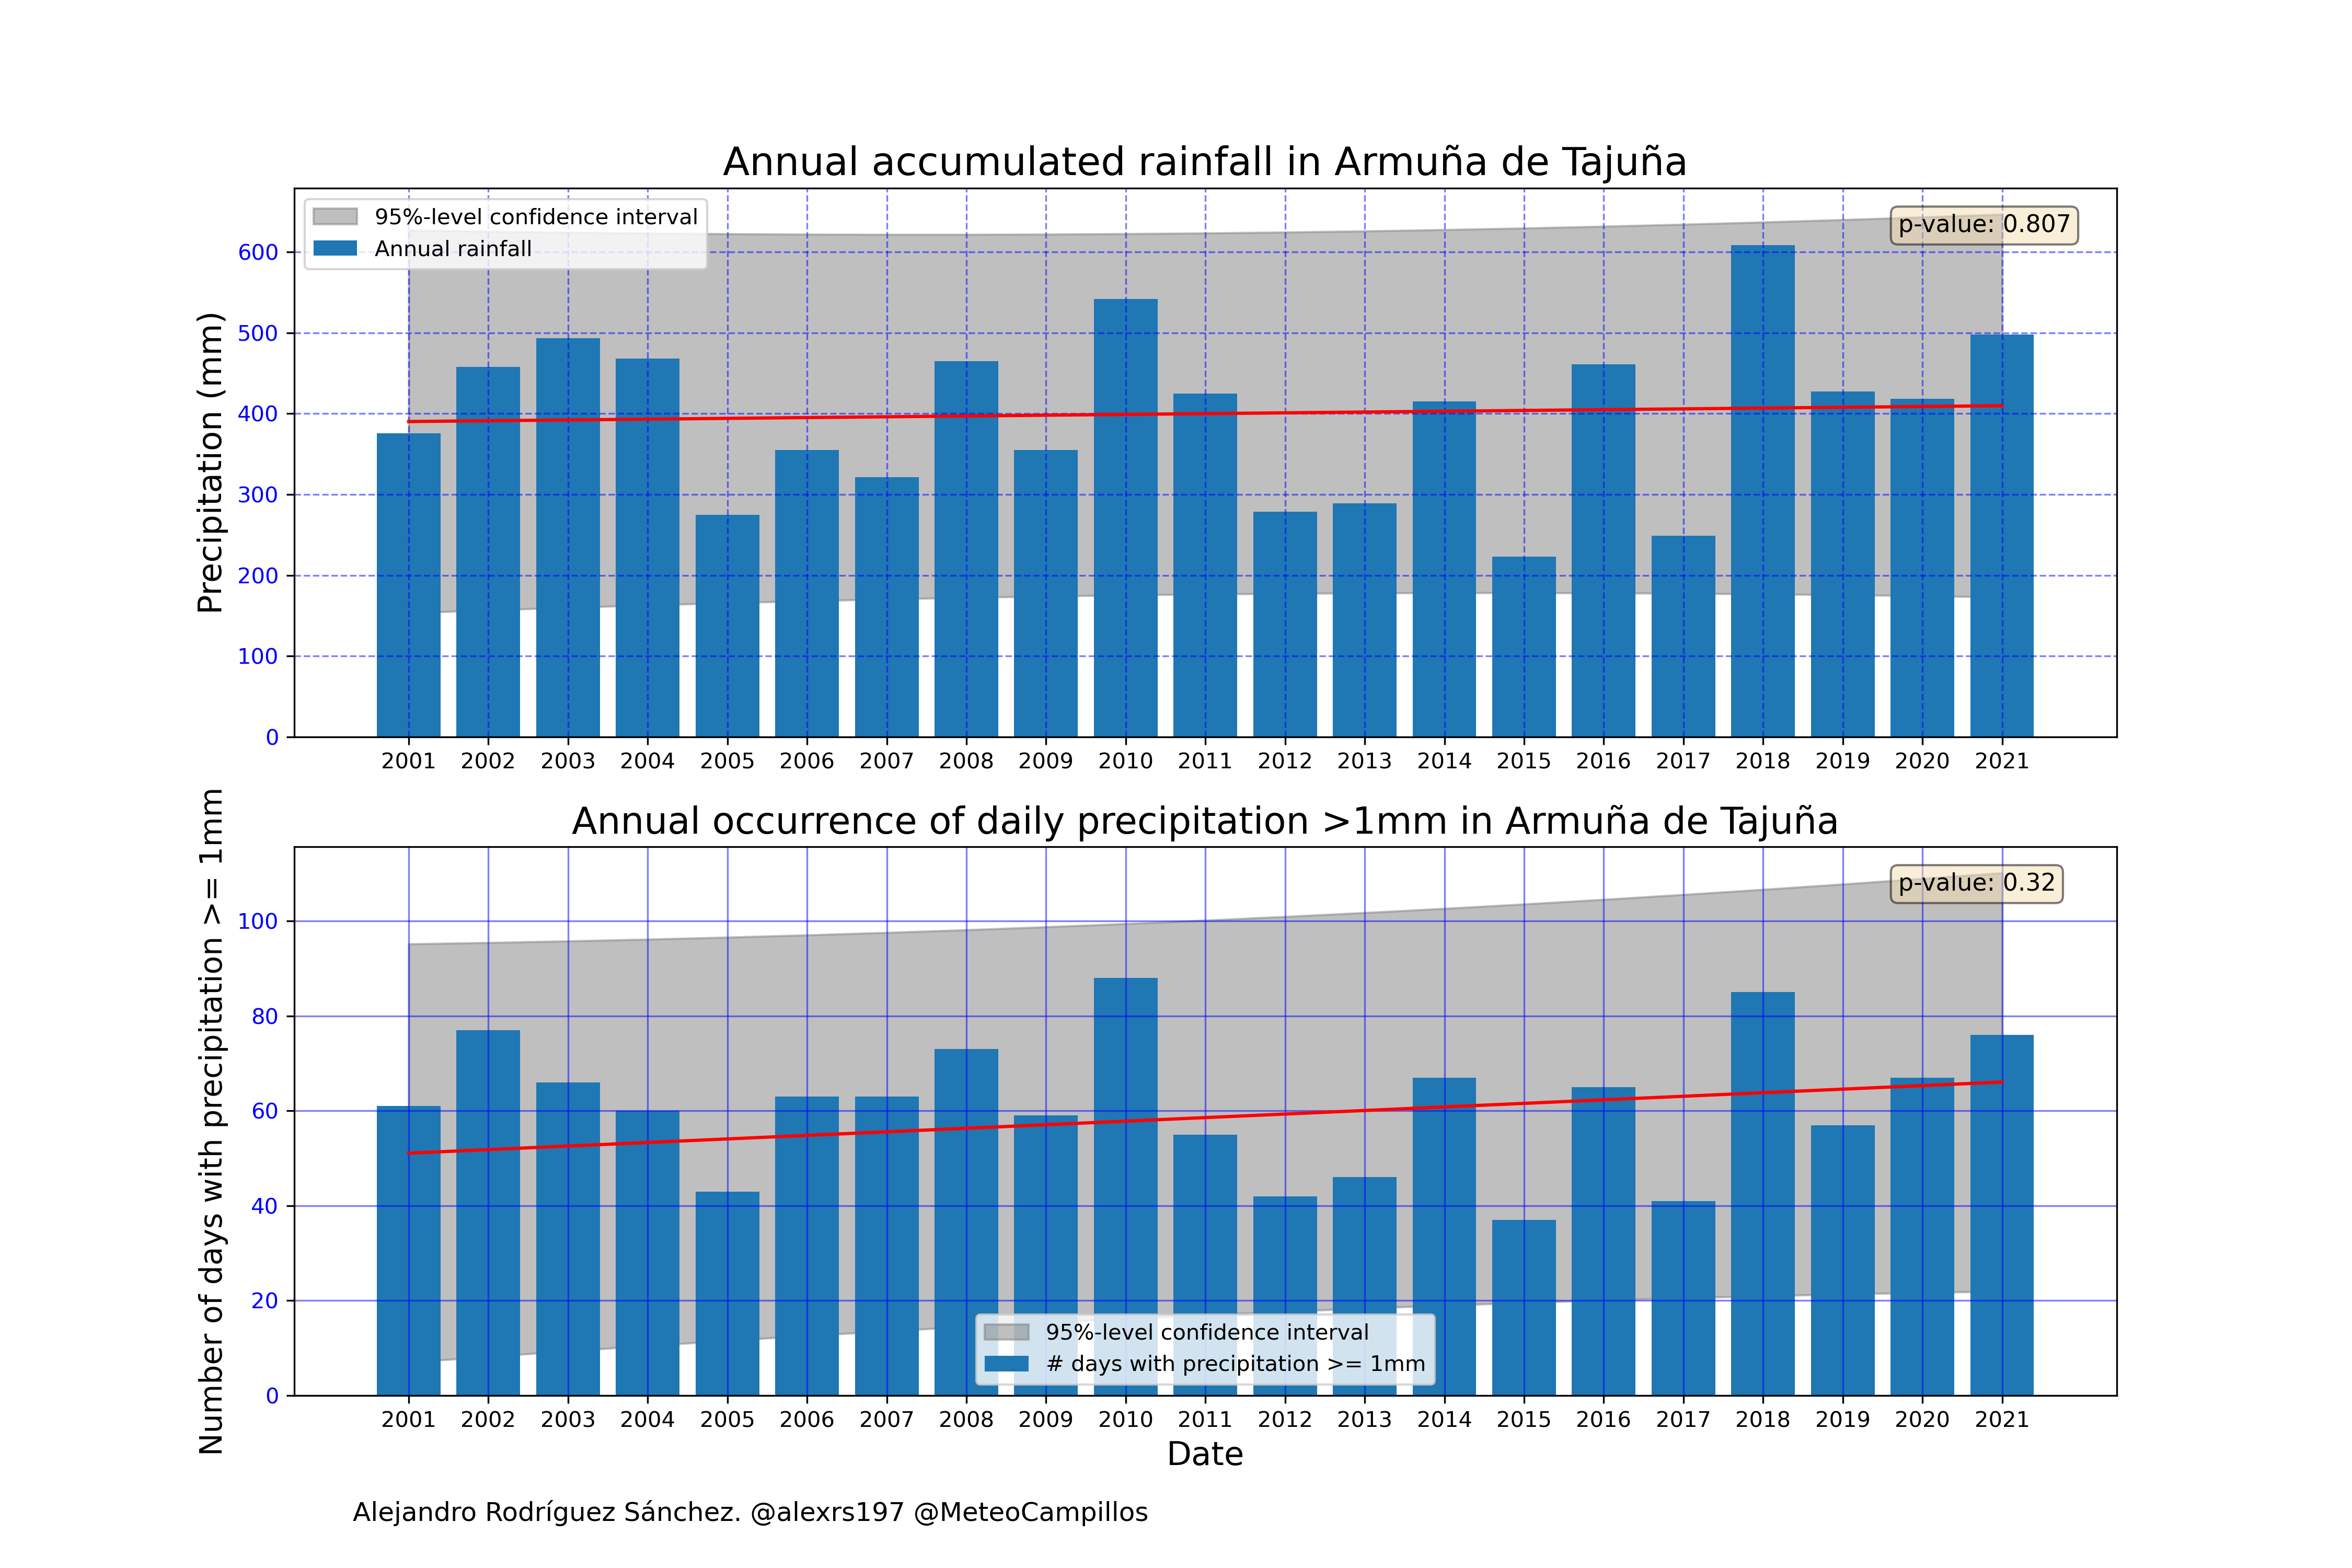 Annual accumulated rainfall in Armuña de Tajuña
95%-level confidence interval
Annual rainfall
p-value: 0.807
Precipitation (mm)
600
500
400
300
200
100
0
2001 2002 2003 2004 2005 2006 2007 2008 2009 2010 2011 2012 2013 2014 2015 2016 2017 2018 2019 2020 2021
Annual occurrence of daily precipitation >1mm in Armuña de Tajuña
p-value: 0.32
Number of days with precipitation >= 1mm
100
80
60
40
20
0
95%-level confidence interval
# days with precipitation >= 1mm
2001 2002 2003 2004 2005 2006 2007 2008 2009 2010 2011 2012 2013 2014 2015 2016 2017 2018 2019 2020 2021
Date
Alejandro Rodríguez Sánchez. @alexrs197 @MeteoCampillos